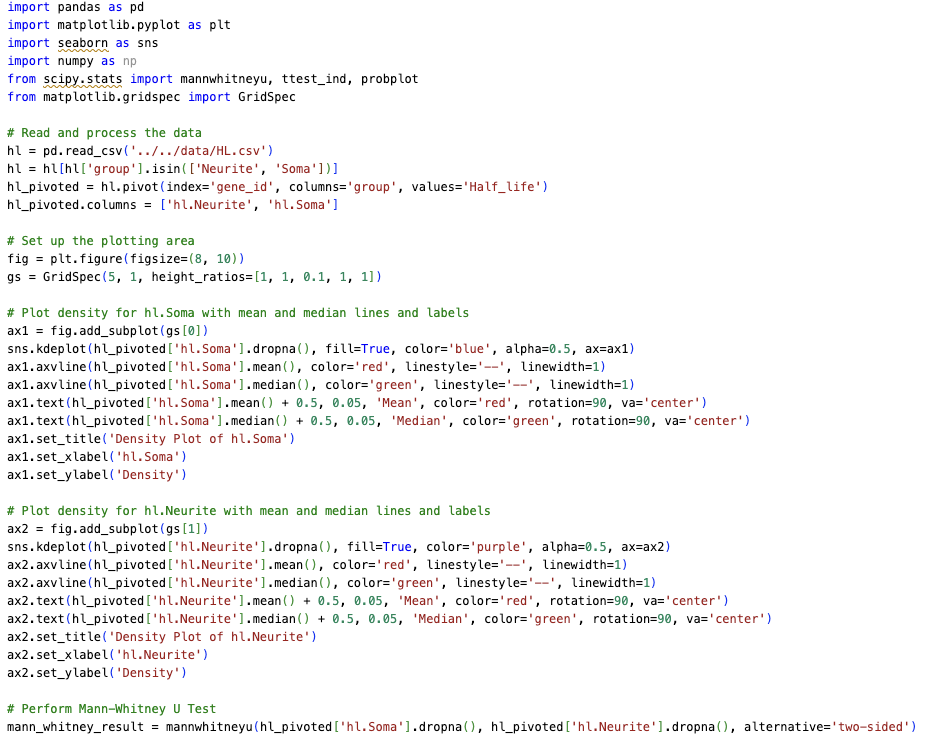 import pandas as pd
import matplotlib.pyplot as plt
import seaborn as sns
import numpy as np
from scipy.stats import mannwhitneyu, ttest_ind, probplot
from matplotlib.gridspec import GridSpec

# Read and process the data
hl = pd.read_csv('../../data/HL.csv')
hl = hl[hl['group'].isin(['Neurite', 'Soma'])]
hl_pivoted = hl.pivot(index='gene_id', columns='group', values='Half_life')
hl_pivoted.columns = ['hl.Neurite', 'hl.Soma']

# Set up the plotting area
fig = plt.figure(figsize=(8, 10))
gs = GridSpec(5, 1, height_ratios=[1, 1, 0.1, 1, 1])

# Plot density for hl.Soma with mean and median lines and labels
ax1 = fig.add_subplot(gs[0])
sns.kdeplot(hl_pivoted['hl.Soma'].dropna(), fill=True, color='blue', alpha=0.5, ax=ax1)
ax1.axvline(hl_pivoted['hl.Soma'].mean(), color='red', linestyle='--', linewidth=1)
ax1.axvline(hl_pivoted['hl.Soma'].median(), color='green', linestyle='--', linewidth=1)
ax1.text(hl_pivoted['hl.Soma'].mean() + 0.5, 0.05, 'Mean', color='red', rotation=90, va='center')
ax1.text(hl_pivoted['hl.Soma'].median() + 0.5, 0.05, 'Median', color='green', rotation=90, va='center')
ax1.set_title('Density Plot of hl.Soma')
ax1.set_xlabel('hl.Soma')
ax1.set_ylabel('Density')

# Plot density for hl.Neurite with mean and median lines and labels
ax2 = fig.add_subplot(gs[1])
sns.kdeplot(hl_pivoted['hl.Neurite'].dropna(), fill=True, color='purple', alpha=0.5, ax=ax2)
ax2.axvline(hl_pivoted['hl.Neurite'].mean(), color='red', linestyle='--', linewidth=1)
ax2.axvline(hl_pivoted['hl.Neurite'].median(), color='green', linestyle='--', linewidth=1)
ax2.text(hl_pivoted['hl.Neurite'].mean() + 0.5, 0.05, 'Mean', color='red', rotation=90, va='center')
ax2.text(hl_pivoted['hl.Neurite'].median() + 0.5, 0.05, 'Median', color='green', rotation=90, va='center')
ax2.set_title('Density Plot of hl.Neurite')
ax2.set_xlabel('hl.Neurite')
ax2.set_ylabel('Density')

# Perform Mann-Whitney U Test
mann_whitney_result = mannwhitneyu(hl_pivoted['hl.Soma'].dropna(), hl_pivoted['hl.Neurite'].dropna(), alternative='two-sided')